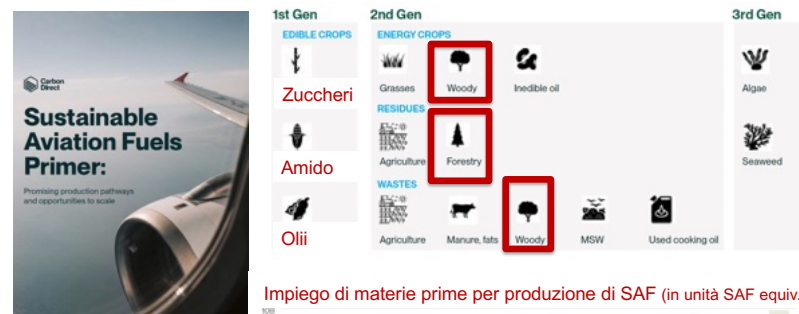 Carbon
Direct
Sustainable
Aviation Fuels
Primer:
Promising production pathways
and opportunities to scale
1st Gen
2nd Gen
3rd Gen
EDIBLE CROPS
ENERGY CROPS
Zuccheri
Grasses
Woody
Inedible oil
Algae
RESIDUES
Amido
Agriculture
Forestry
Seaweed
WASTES
Olii
Agriculture
Manure, fats
Woody
MSW
Used cooking oil
Impiego di materie prime per produzione di SAF (in unità SAF equiv.
10B